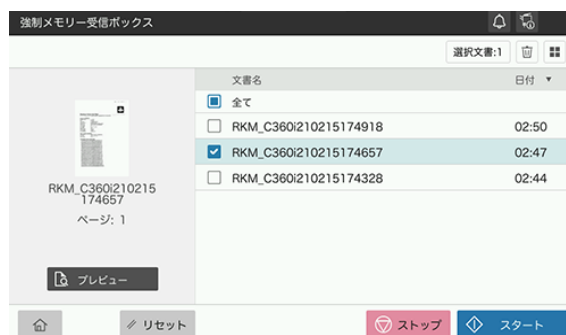 強制メモリー受信ボックス
選択文書:1
文書名 日付 ▼
全て
RKM_C360i210215174918 02:50
RKM_C360i210215174657 02:47
RKM_C360i210215174328 02:44
RKM_C360i210215
174657
ページ: 1
プレビュー
リセット
ストップ
スタート